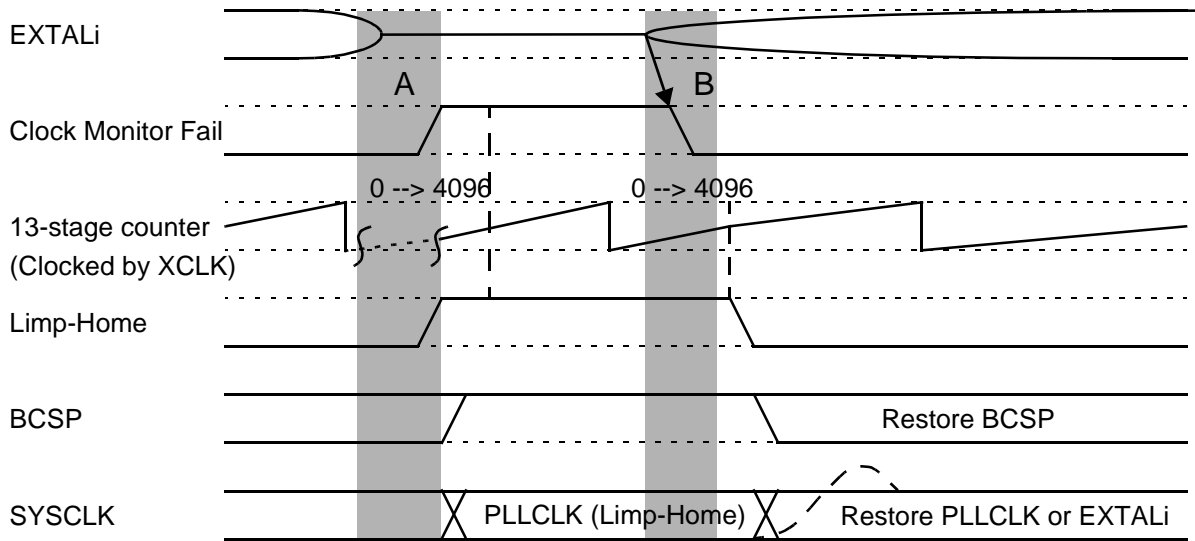 EXTALi
A
B
Clock Monitor Fail
0 --> 4096
0 --> 4096
13-stage counter
(Clocked by XCLK)
Limp-Home
BCSP
Restore BCSP
SYSCLK
PLLCLK (Limp-Home)
Restore PLLCLK or EXTALi